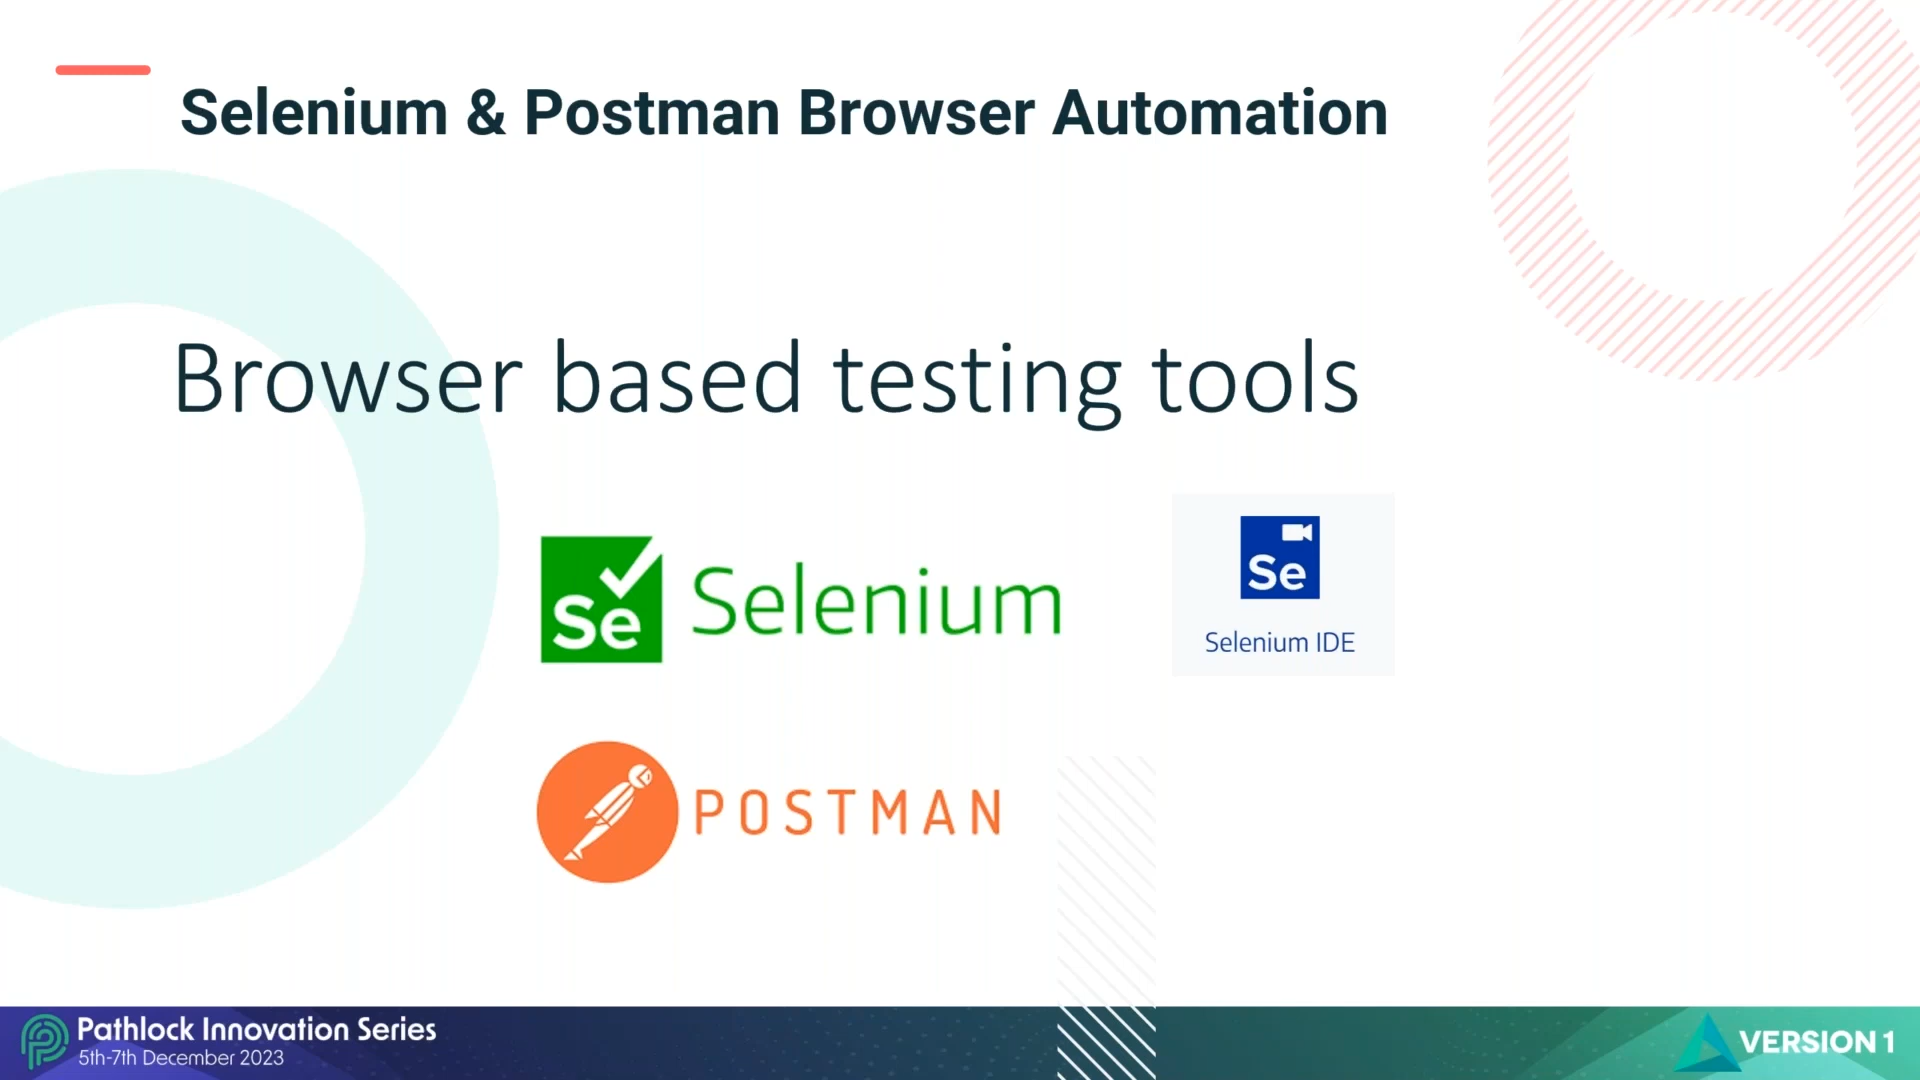 Selenium & Postman Browser Automation
Browser based testing tools
Se Selenium
Se
Selenium IDE
POSTMAN
Pathlock Innovation Series
5th-7th December 2023
VERSION 1